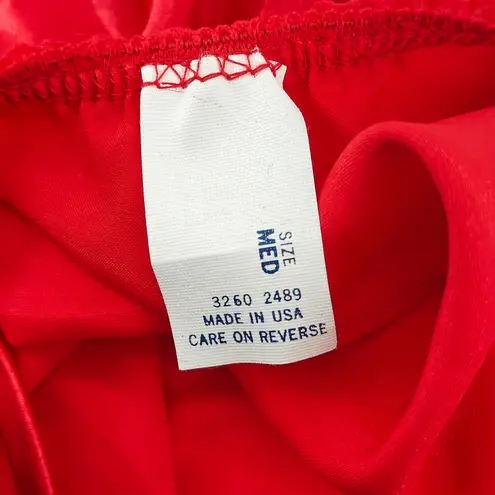 SIZE
MED
3260 2489
MADE IN USA
CARE ON REVERSE